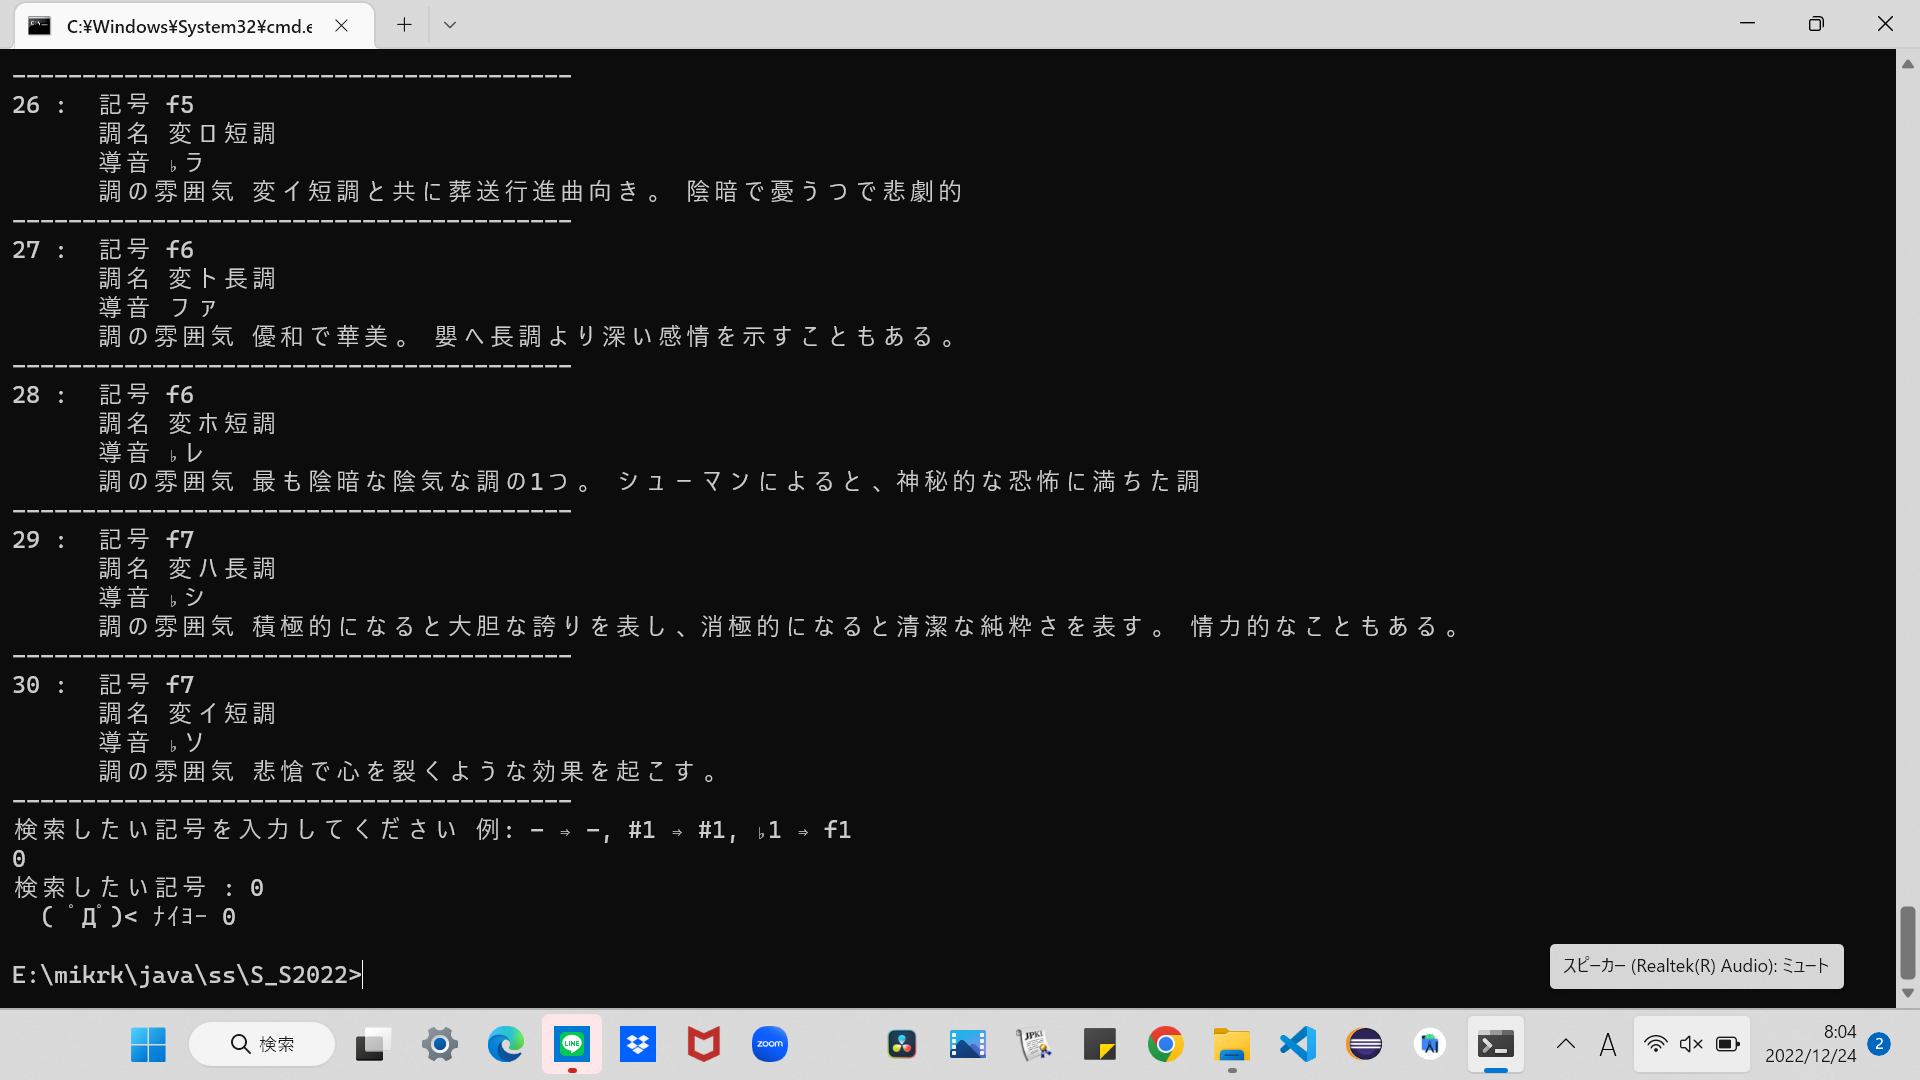 C:¥Windows¥System32¥cmd.e
----------------------------------------
26 : 記号 f5
調名 変ロ短調
導音 ♭ラ
調の雰囲気 変イ短調と共に葬送行進曲向き。 陰暗で憂うつで悲劇的
----------------------------------------
27 : 記号 f6
調名 変ト長調
導音 ファ
調の雰囲気 優和で華美。 嬰ヘ長調より深い感情を示すこともある。
----------------------------------------
28 : 記号 f6
調名 変ホ短調
導音 ♭レ
調の雰囲気 最も陰暗な陰気な調の1つ。 シューマンによると、神秘的な恐怖に満ちた調
----------------------------------------
29 : 記号 f7
調名 変ハ長調
導音 ♭シ
調の雰囲気 積極的になると大胆な誇りを表し、消極的になると清潔な純粋さを表す。 情力的なこともある。
----------------------------------------
30 : 記号 f7
調名 変イ短調
導音 ♭ソ
調の雰囲気 悲愴で心を裂くような効果を起こす。
----------------------------------------
検索したい記号を入力してください 例: - ⇒ -, #1 ⇒ #1, ♭1 ⇒ f1
0
検索したい記号 : 0
( ﾟДﾟ)< ﾅｲﾖｰ 0
E:\mikrk\java\ss\S_S2022>
スピーカー (Realtek(R) Audio): ミュート
検索
LINE
zoom
JPKI
A
8:04
2022/12/24
2